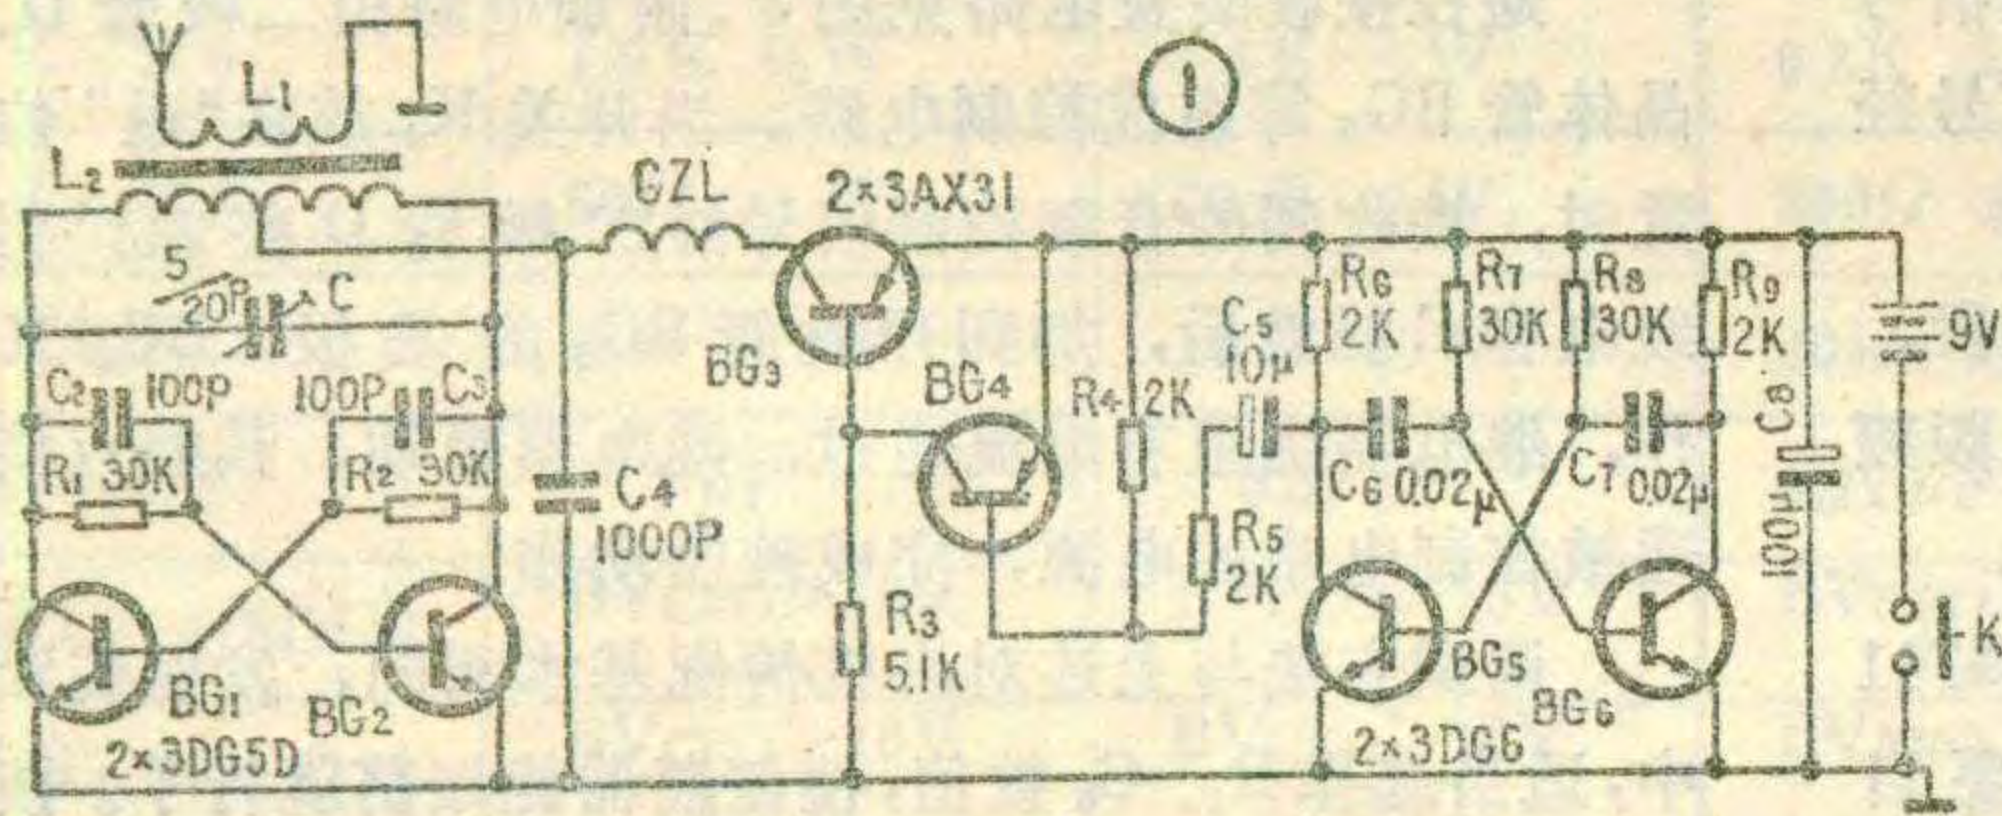 ①
L₁
L₂
GZL
2×3AX31
5/20P
C
C₂
100P
100P
C₃
R₁ 30K
R₂ 30K
C₄
1000P
BG₃
BG₄
R₄ 2K
C₅
10μ
R₆
2K
R₇
30K
R₈
30K
R₉
2K
9V
C₆ 0.02μ
C₇ 0.02μ
C₈
100μ
R₅
2K
R₃
5.1K
K
BG₁
BG₂
2×3DG5D
BG₅
BG₆
2×3DG6